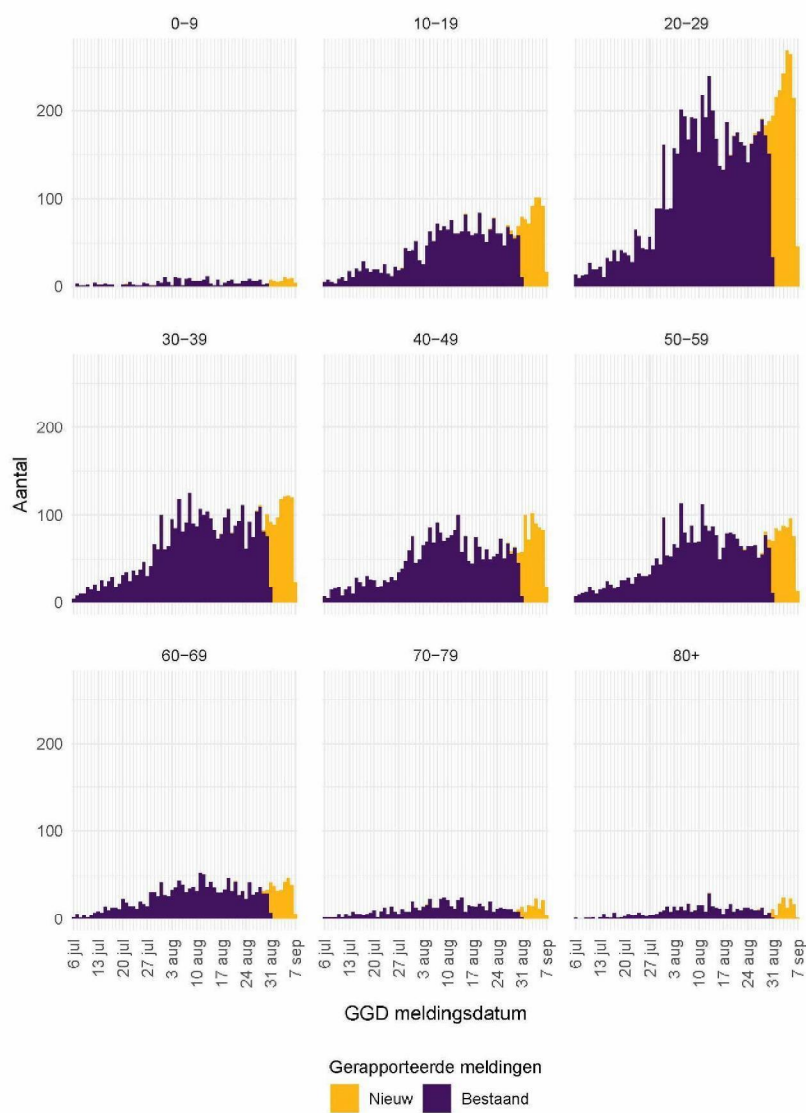 0-9 10-19 20-29
200
100
0
30-39 40-49 50-59
Aantal
200
100
0
60-69 70-79 80+
200
100
0
6 jul 13 jul 20 jul 27 jul 3 aug 10 aug 17 aug 24 aug 31 aug 7 sep 6 jul 13 jul 20 jul 27 jul 3 aug 10 aug 17 aug 24 aug 31 aug 7 sep 6 jul 13 jul 20 jul 27 jul 3 aug 10 aug 17 aug 24 aug 31 aug 7 sep
GGD meldingsdatum
Gerapporteerde meldingen
Nieuw Bestaand